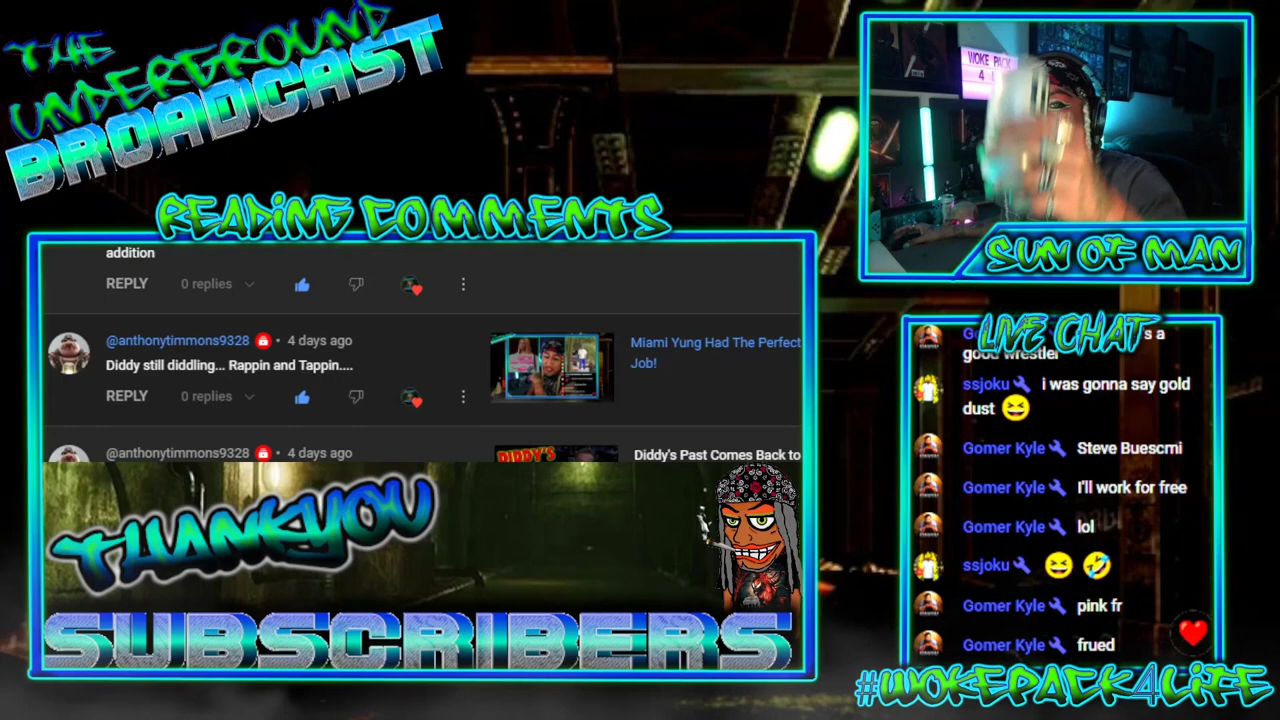 THE
UNDERGROUND
BROADCAST
READING COMMENTS
addition
REPLY 0 replies
@anthonytimmons9328 • 4 days ago
Diddy still diddling... Rappin and Tappin....
REPLY 0 replies
Miami Yung Had The Perfect
Job!
@anthonytimmons9328 • 4 days ago
DIDDY'S
Diddy's Past Comes Back to
THANKYOU
SUBSCRIBERS
WOKE PACK
4
SUN OF MAN
LIVE CHAT
Go 's a
good wrestler
ssjoku i was gonna say gold
dust 😆
Gomer Kyle Steve Buescmi
Gomer Kyle I'll work for free
Gomer Kyle lol
ssjoku 😆 🤣
Gomer Kyle pink fr
Gomer Kyle frued
#WOKEPACK4LIFE